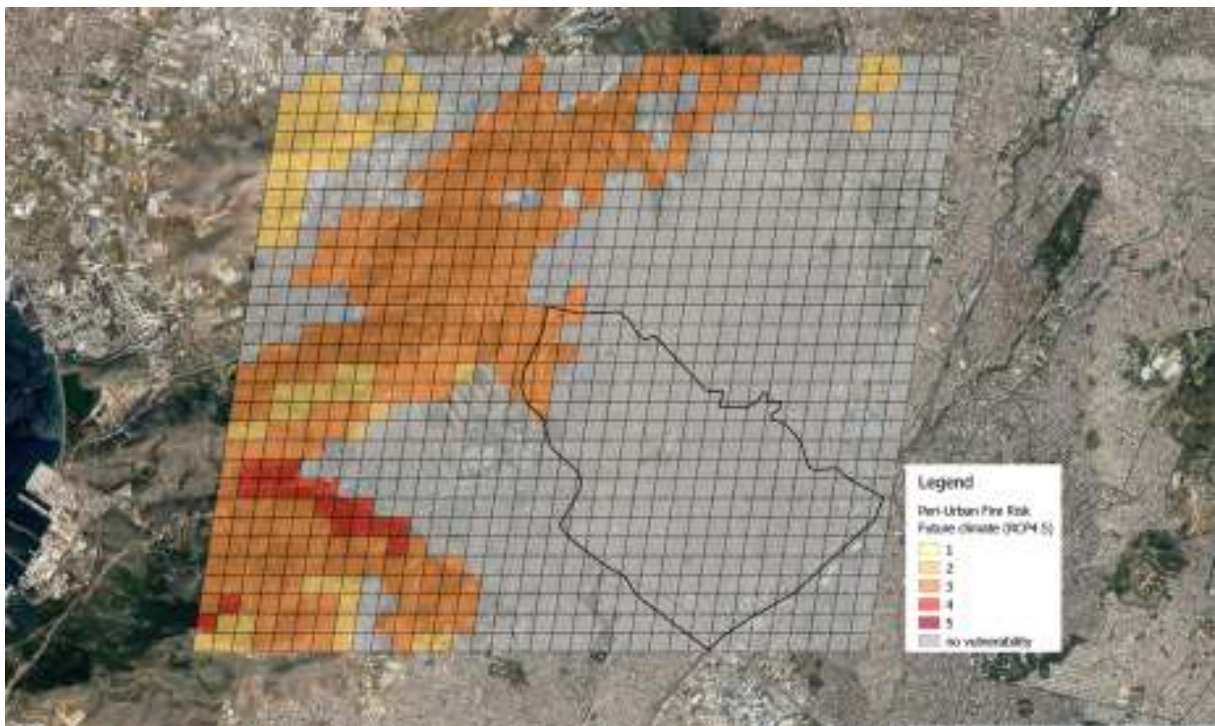 Legend
Peri-Urban Fire Risk
Future climate (RCP4.5)
1
2
3
4
5
no vulnerability